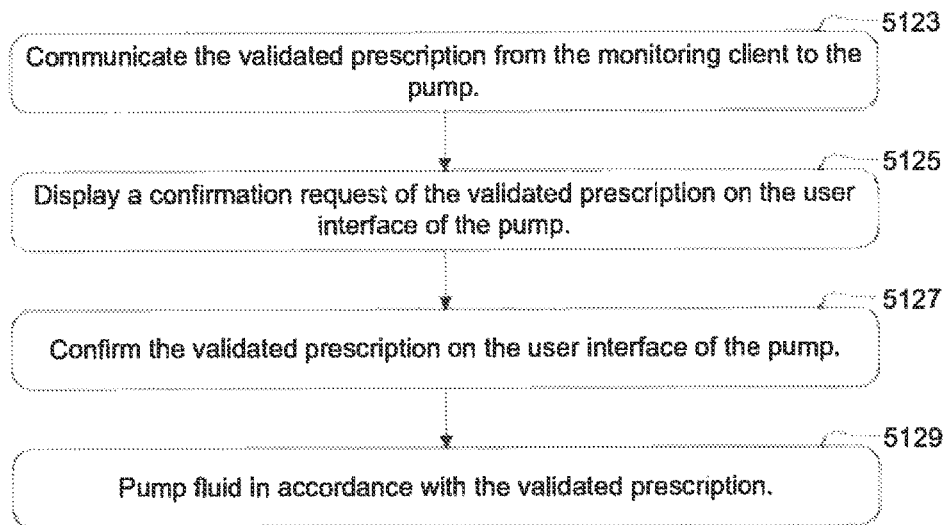 5123
Communicate the validated prescription from the monitoring client to the
pump.
5125
Display a confirmation request of the validated prescription on the user
interface of the pump.
5127
Confirm the validated prescription on the user interface of the pump.
5129
Pump fluid in accordance with the validated prescription.